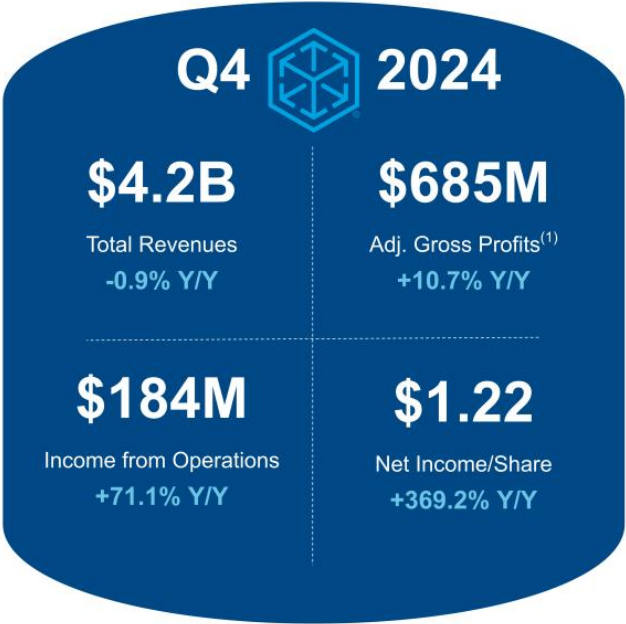 Q4 2024
$4.2B
Total Revenues
-0.9% Y/Y
$685M
Adj. Gross Profits(1)
+10.7% Y/Y
$184M
Income from Operations
+71.1% Y/Y
$1.22
Net Income/Share
+369.2% Y/Y